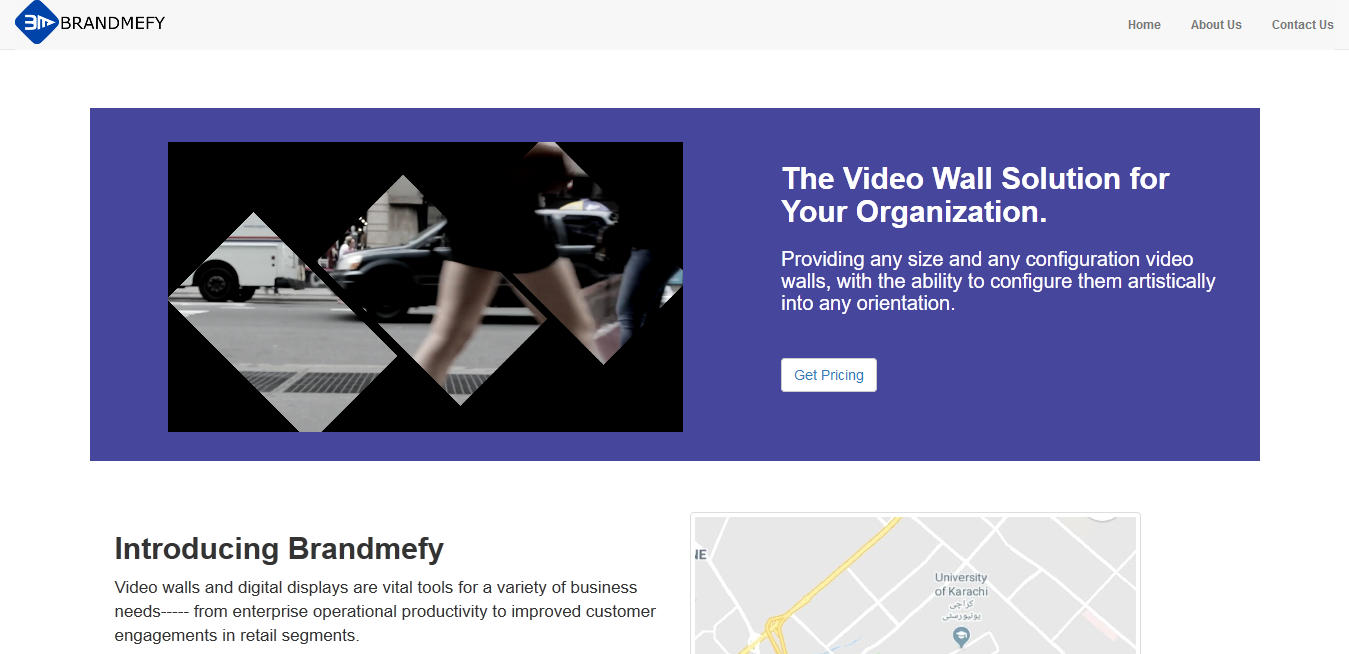 BRANDMEFY
Home
About Us
Contact Us
The Video Wall Solution for
Your Organization.
Providing any size and any configuration video
walls, with the ability to configure them artistically
into any orientation.
Get Pricing
Introducing Brandmefy
Video walls and digital displays are vital tools for a variety of business
needs----- from enterprise operational productivity to improved customer
engagements in retail segments.
NE
University
of Karachi
کراچی
یونیورسٹی